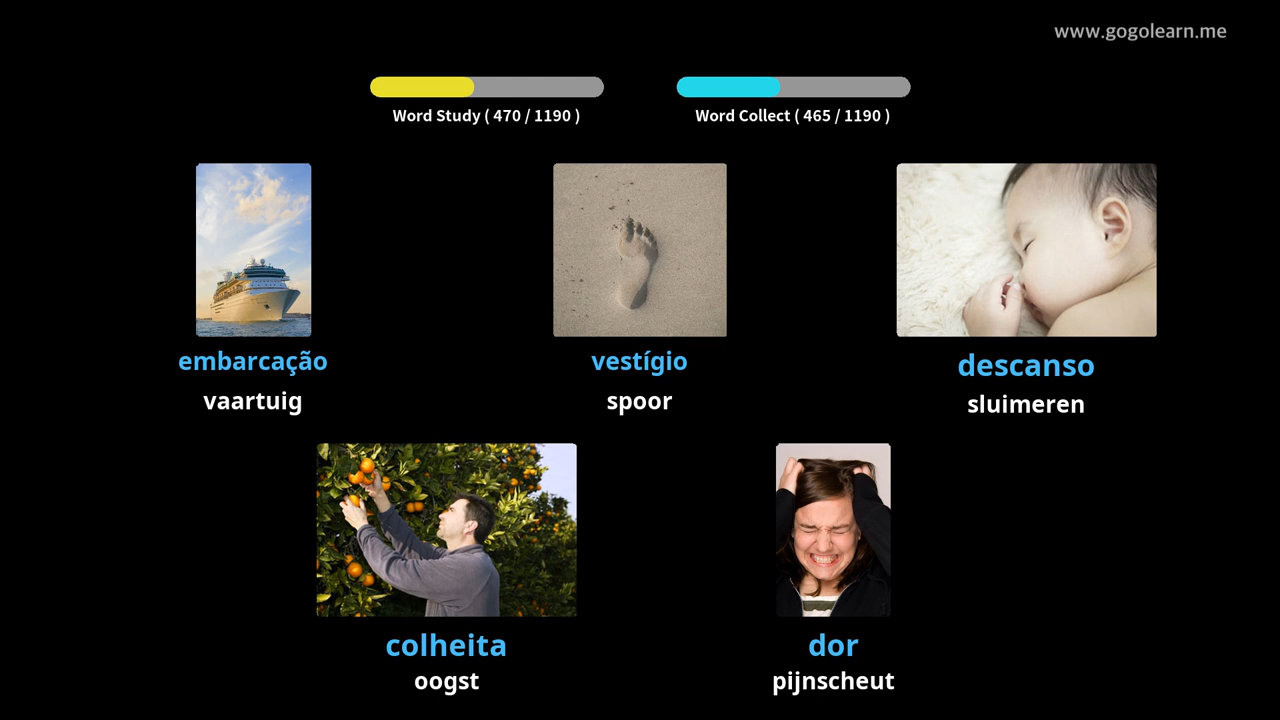 www.gogolearn.me
Word Study ( 470 / 1190 )
Word Collect ( 465 / 1190 )
embarcação
vaartuig
vestígio
spoor
descanso
sluimeren
colheita
oogst
dor
pijnscheut